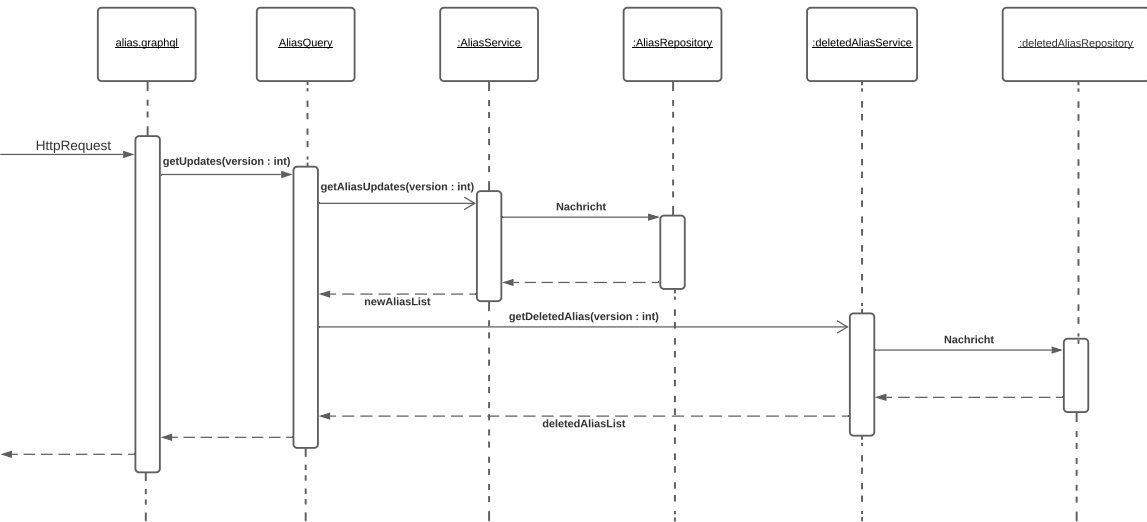 alias.graphql
AliasQuery
:AliasService
:AliasRepository
:deletedAliasService
:deletedAliasRepository
HttpRequest
getUpdates(version : int)
getAliasUpdates(version : int)
Nachricht
newAliasList
getDeletedAlias(version : int)
Nachricht
deletedAliasList